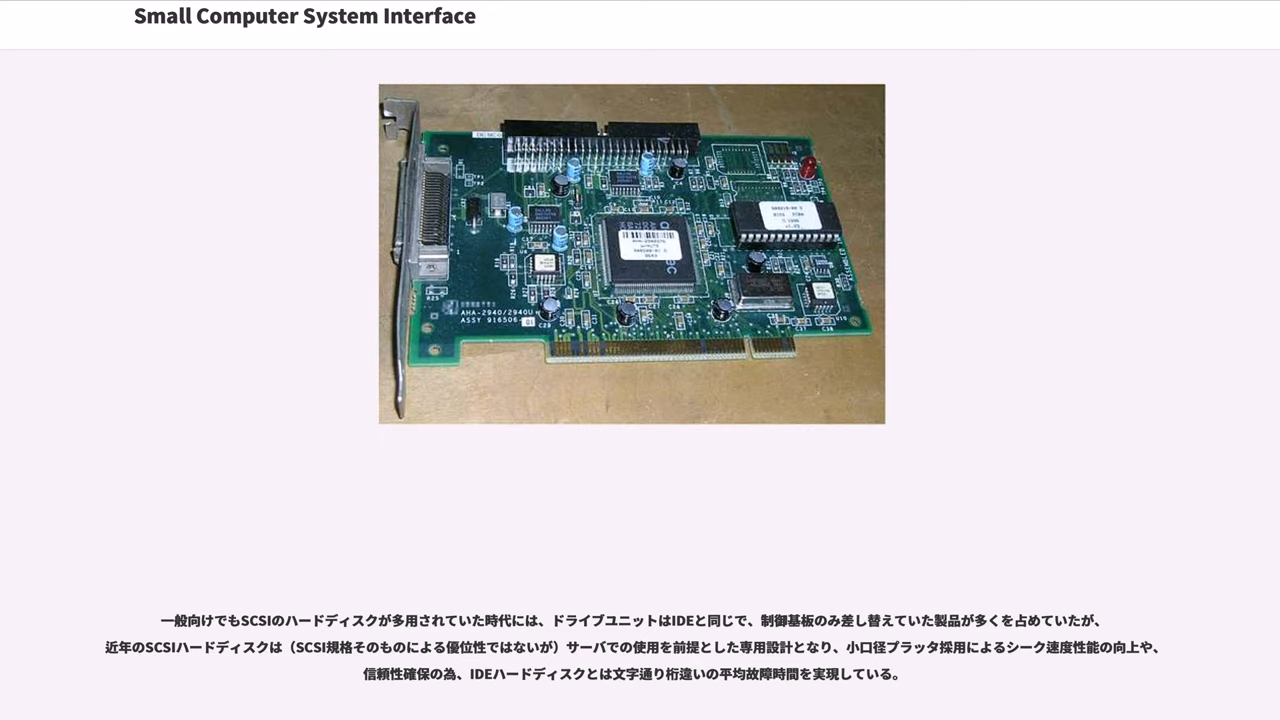 Small Computer System Interface
AHA-2940/2940U
ASSY 916506-
01
一般向けでもSCSIのハードディスクが多用されていた時代には、ドライブユニットはIDEと同じで、制御基板のみ差し替えていた製品が多くを占めていたが、
近年のSCSIハードディスクは（SCSI規格そのものによる優位性ではないが）サーバでの使用を前提とした専用設計となり、小口径プラッタ採用によるシーク速度性能の向上や、
信頼性確保の為、IDEハードディスクとは文字通り桁違いの平均故障時間を実現している。